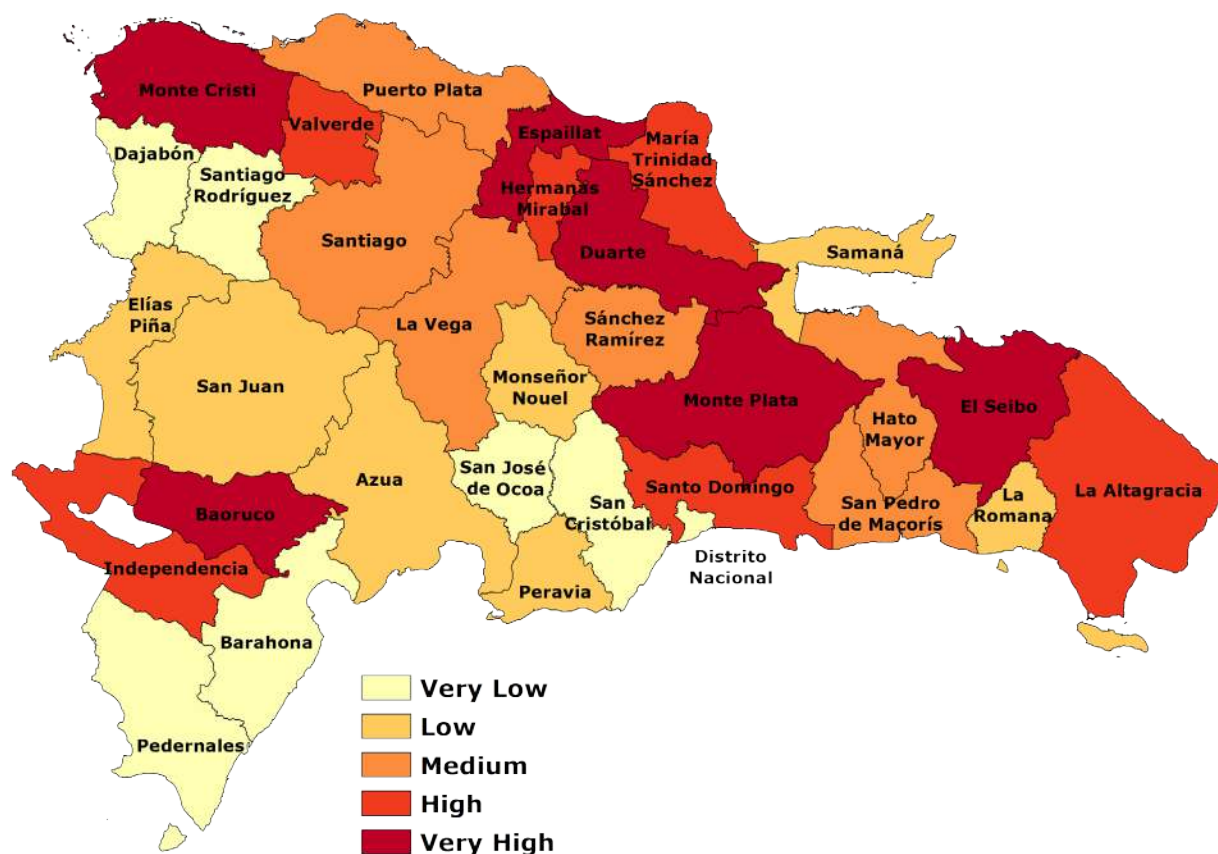 Monte Cristi
Puerto Plata
Valverde
Espaillat
María
Trinidad
Sánchez
Dajabón
Santiago
Rodríguez
Hermanas
Mirabal
Santiago
Duarte
Samaná
Elías
Piña
La Vega
Sánchez
Ramírez
San Juan
Monseñor
Nouel
Monte Plata
El Seibo
Hato
Mayor
Azua
San José
de Ocoa
Santo Domingo
La Altagracia
La
Romana
San Pedro
de Macorís
San
Cristóbal
Baoruco
Distrito
Nacional
Independencia
Peravia
Barahona
Pedernales
Very Low
Low
Medium
High
Very High